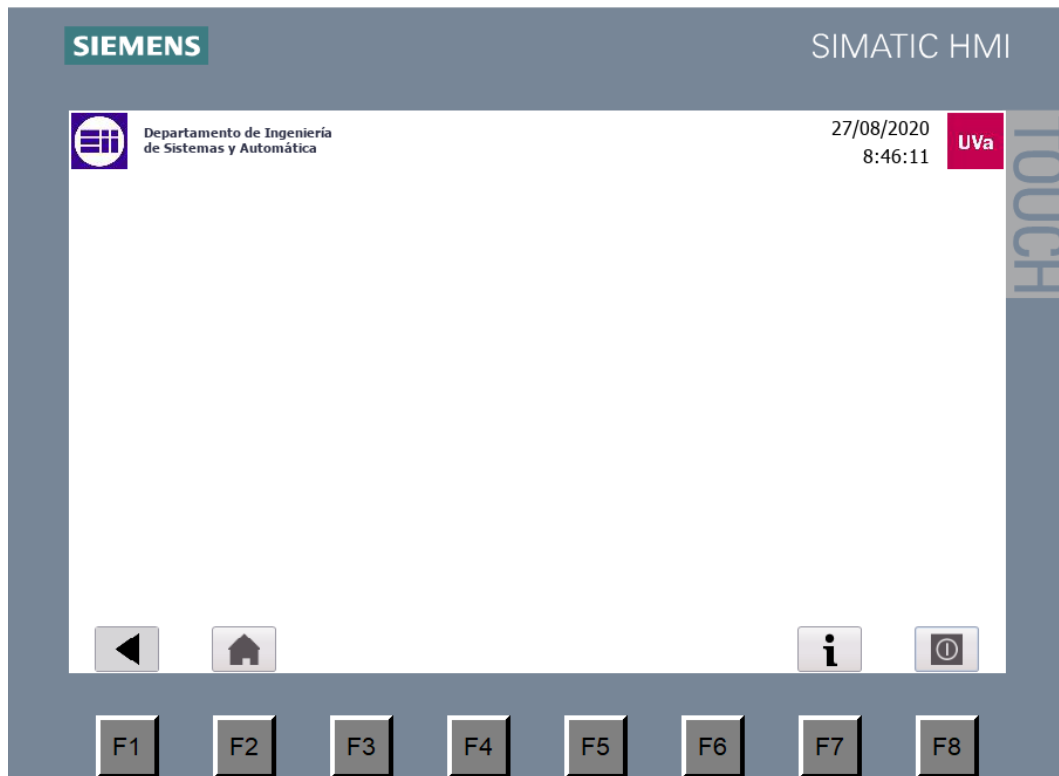 SIEMENS
SIMATIC HMI
TOUCH
Departamento de Ingeniería
de Sistemas y Automática
27/08/2020
8:46:11
UVa
F1 F2 F3 F4 F5 F6 F7 F8